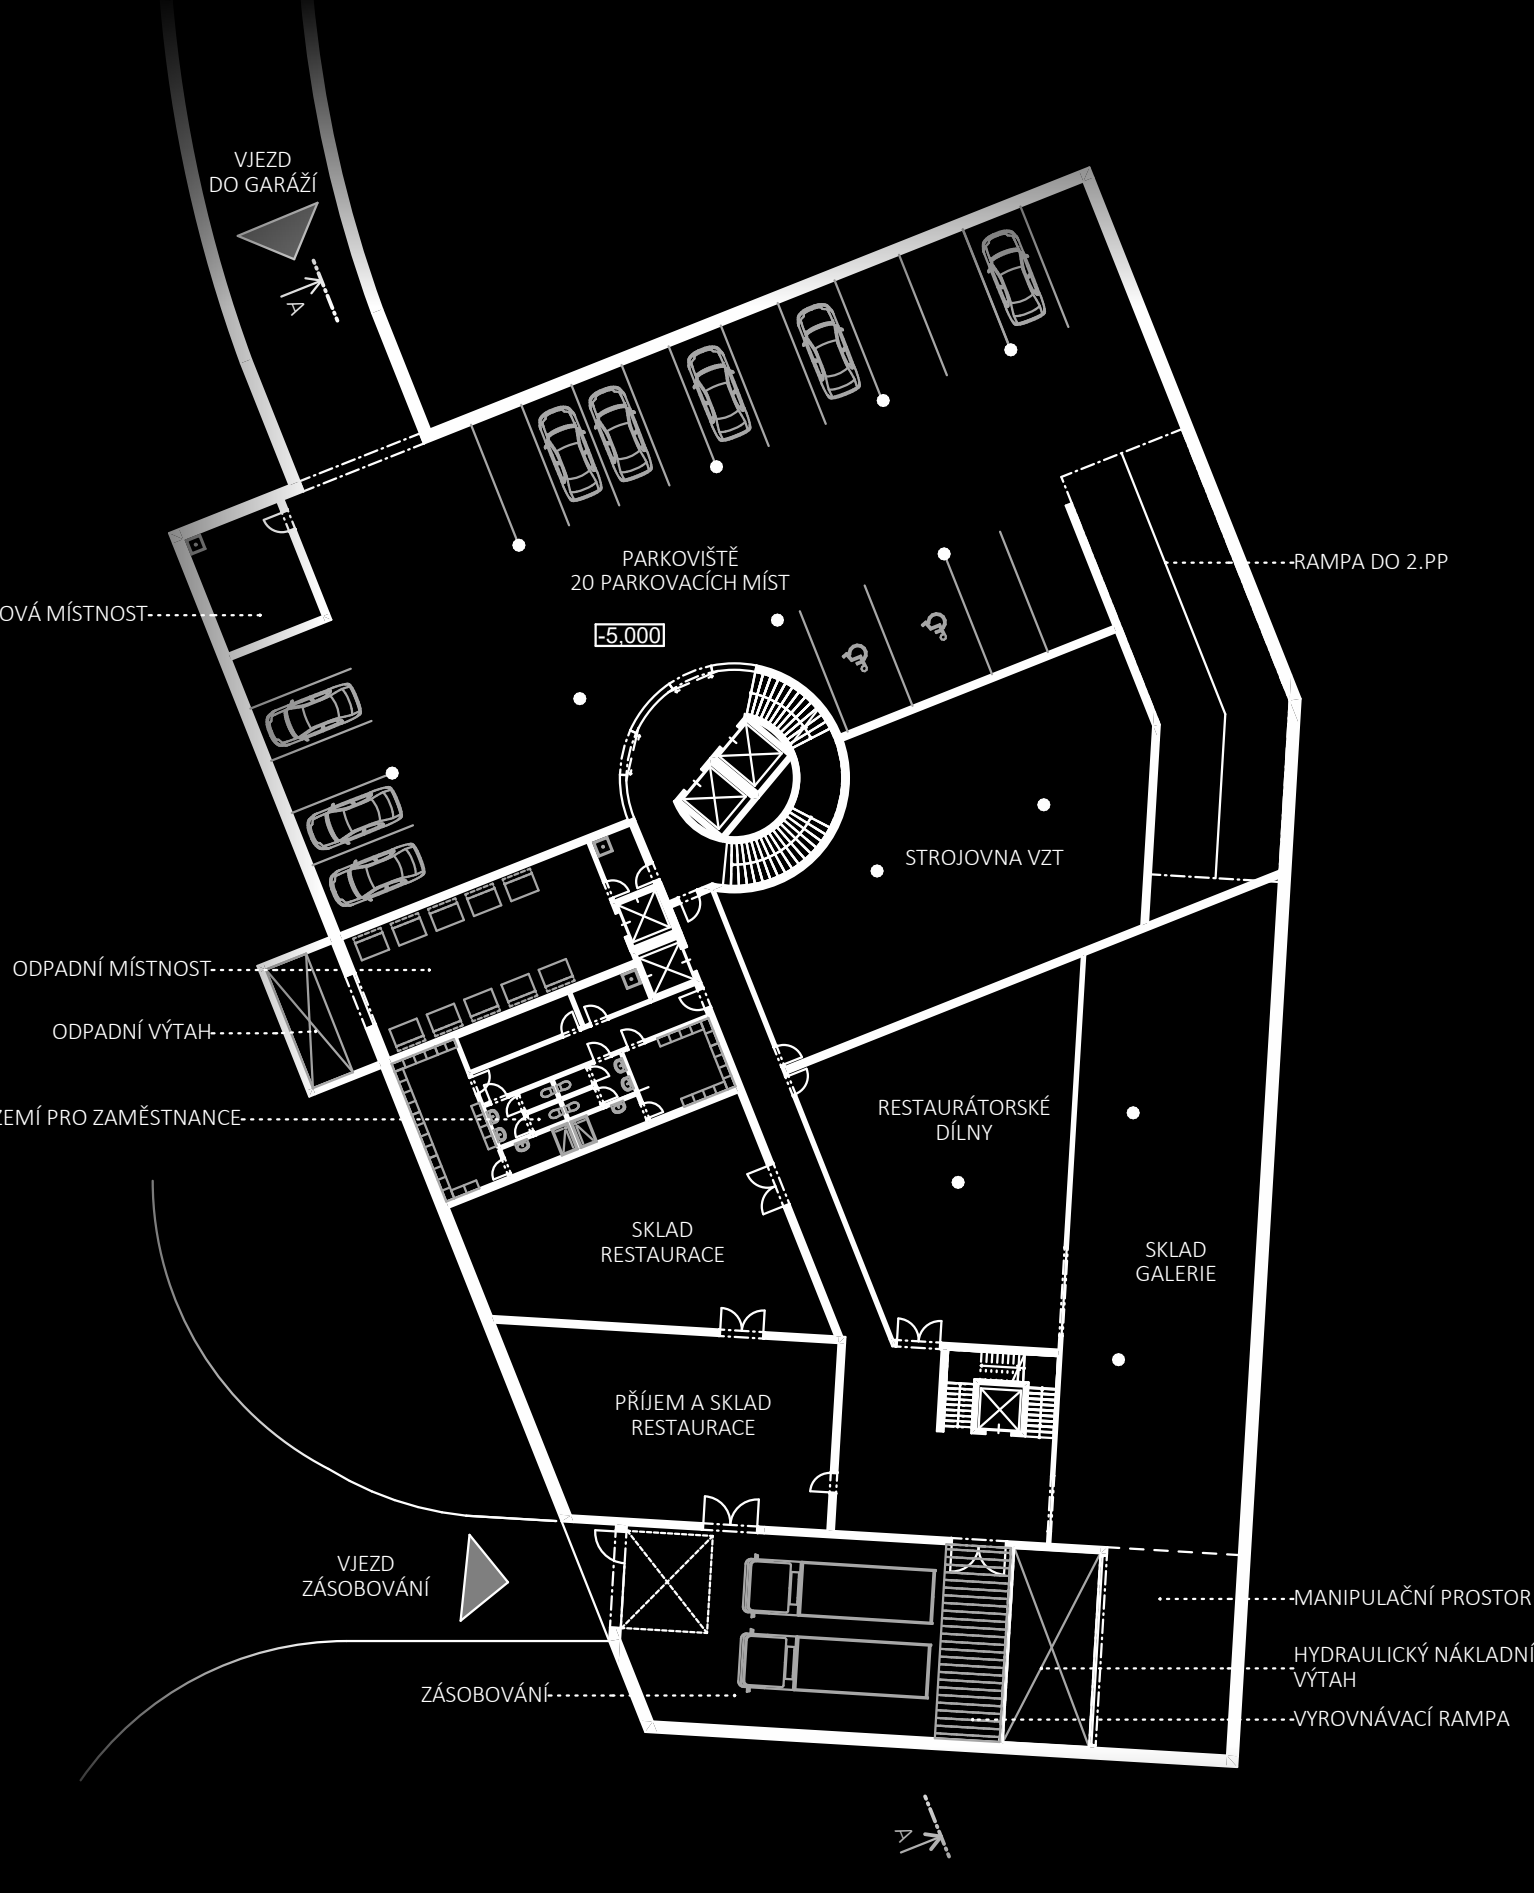 VJEZD
DO GARÁŽÍ
A
PARKOVIŠTĚ
20 PARKOVACÍCH MÍST
-5,000
RAMPA DO 2.PP
OVÁ MÍSTNOST
STROJOVNA VZT
ODPADNÍ MÍSTNOST
ODPADNÍ VÝTAH
ZEMÍ PRO ZAMĚSTNANCE
RESTAURÁTORSKÉ
DÍLNY
SKLAD
RESTAURACE
SKLAD
GALERIE
PŘÍJEM A SKLAD
RESTAURACE
VJEZD
ZÁSOBOVÁNÍ
MANIPULAČNÍ PROSTOR
HYDRAULICKÝ NÁKLADNÍ
VÝTAH
ZÁSOBOVÁNÍ
VYROVNÁVACÍ RAMPA
A